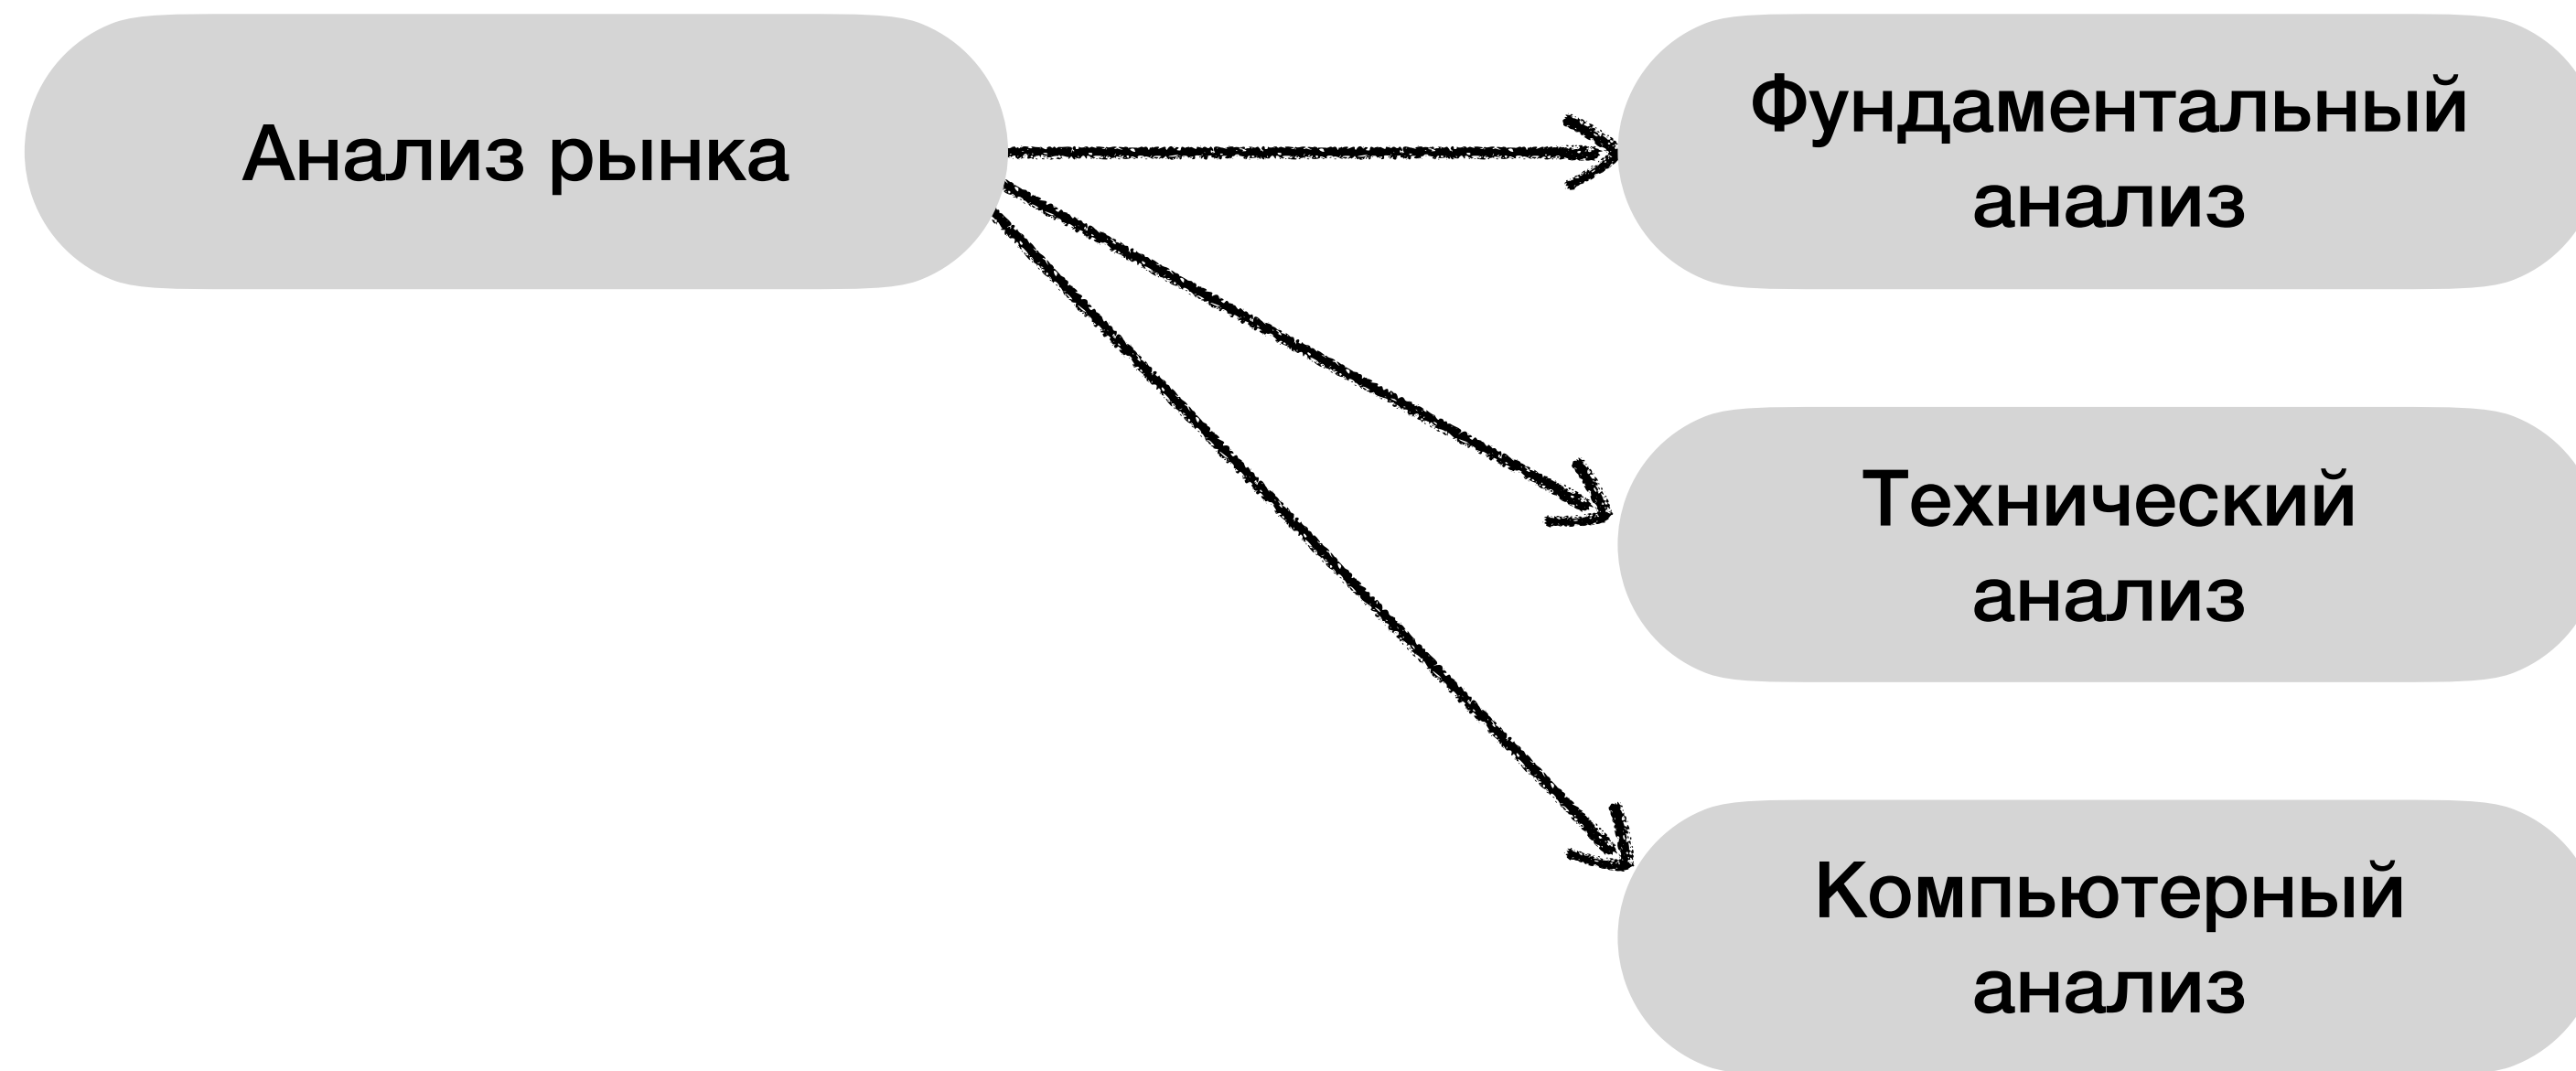 Анализ рынка
Фундаментальный
анализ
Технический
анализ
Компьютерный
анализ